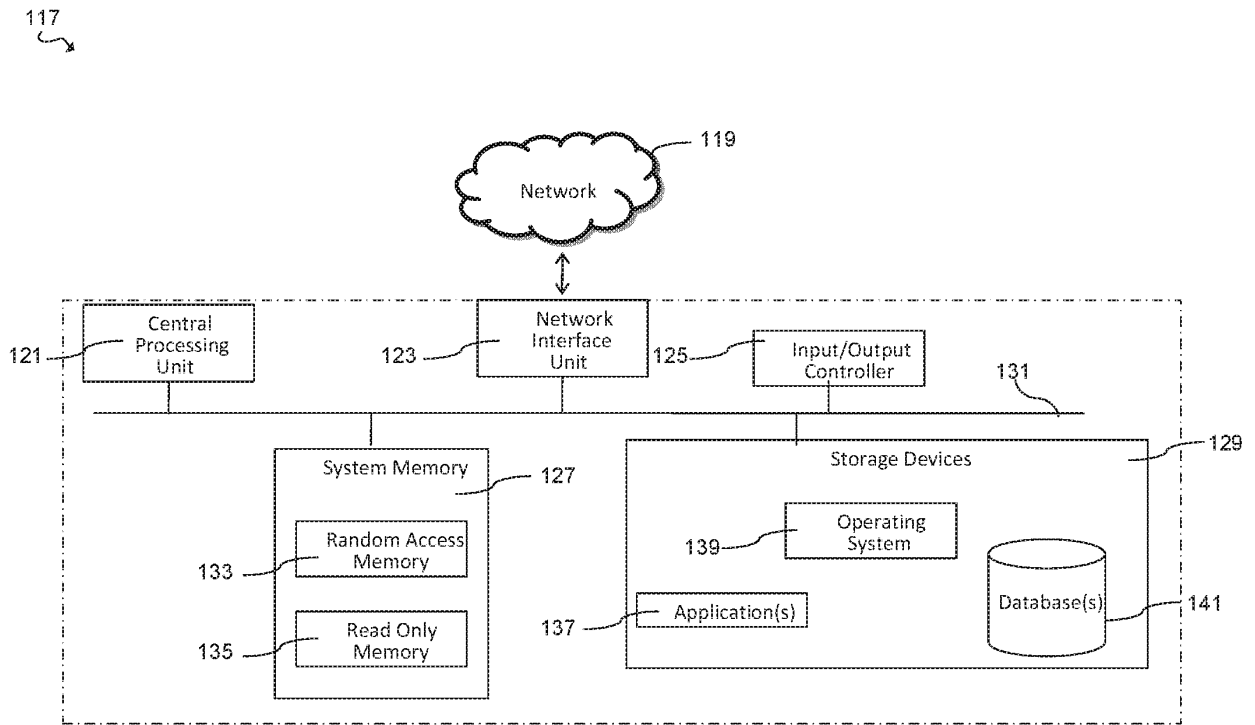 117
119
Network
Central
Processing
Unit
121
Network
Interface
Unit
123
125
Input/Output
Controller
131
System Memory
127
Random Access
Memory
133
Read Only
Memory
135
Storage Devices
129
Operating
System
139
Application(s)
137
Database(s)
141